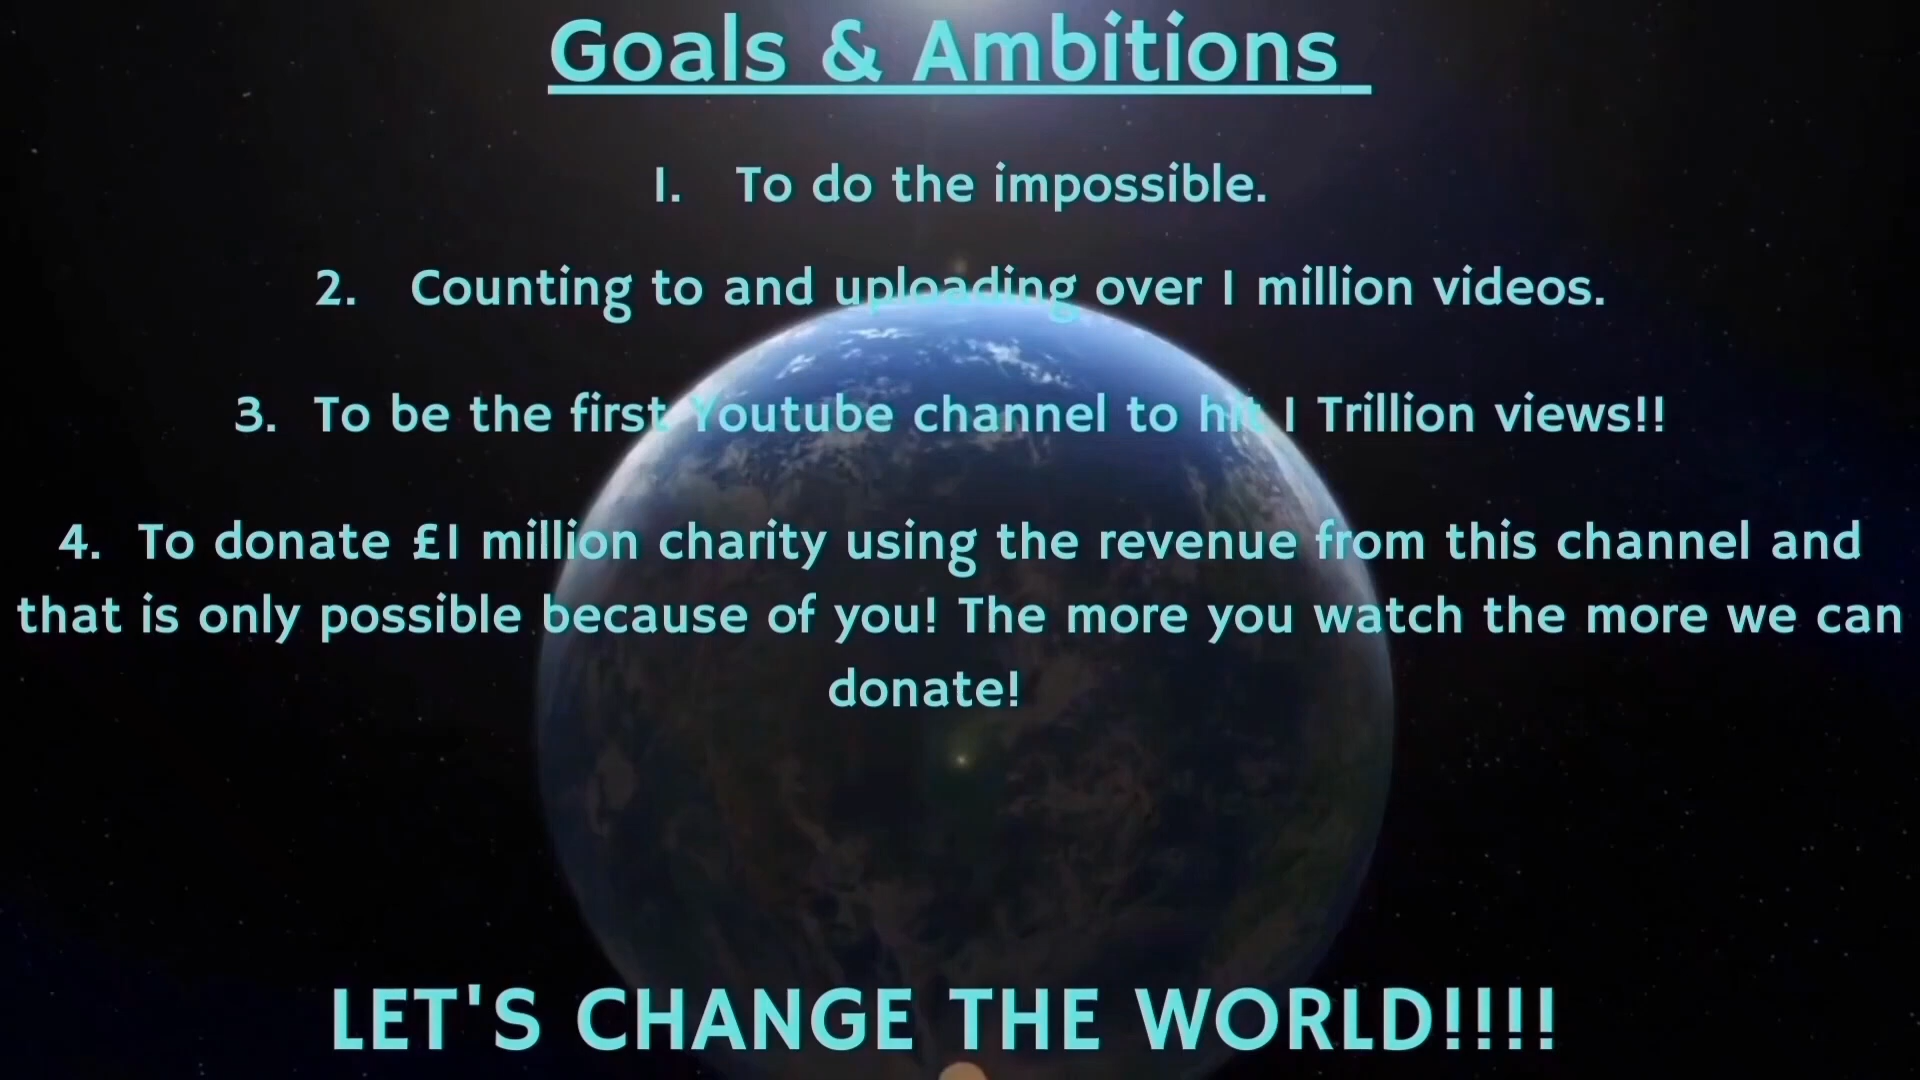 Goals & Ambitions
1. To do the impossible.
2. Counting to and uploading over 1 million videos.
3. To be the first Youtube channel to hit 1 Trillion views!!
4. To donate £1 million charity using the revenue from this channel and
that is only possible because of you! The more you watch the more we can
donate!
LET'S CHANGE THE WORLD!!!!